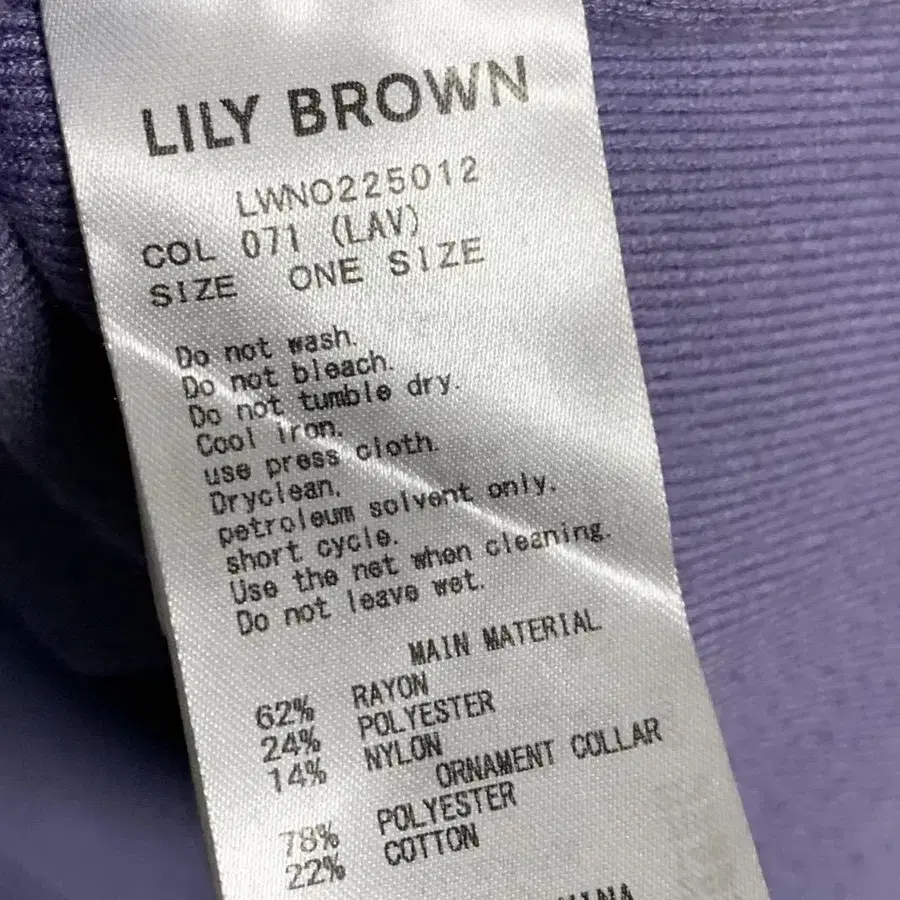 LILY BROWN
LWNO225012
COL 071 (LAV)
SIZE ONE SIZE
Do not wash.
Do not bleach.
Do not tumble dry.
Cool iron.
use press cloth.
Dryclean.
petroleum solvent only.
short cycle.
Use the net when cleaning.
Do not leave wet.
MAIN MATERIAL
62% RAYON
24% POLYESTER
14% NYLON
ORNAMENT COLLAR
78% POLYESTER
22% COTTON